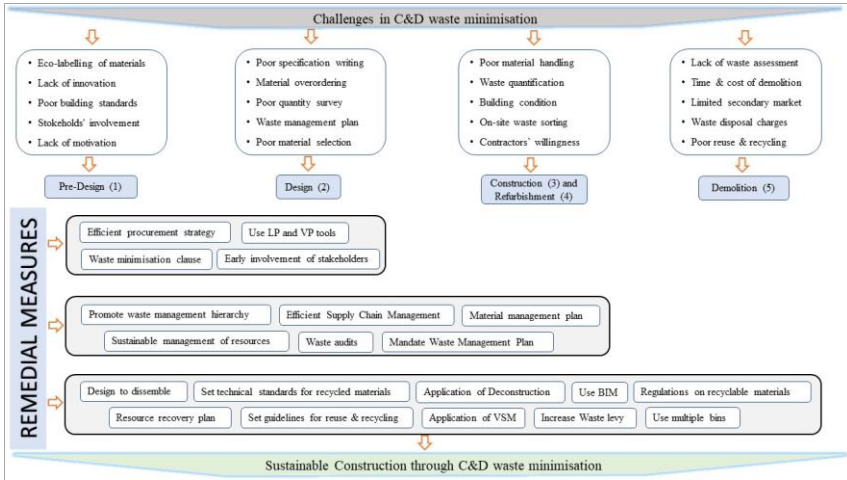 Challenges in C&D waste minimisation
• Eco-labelling of materials
• Lack of innovation
• Poor building standards
• Stokeholds' involvement
• Lack of motivation
• Poor specification writing
• Material overordering
• Poor quantity survey
• Waste management plan
• Poor material selection
• Poor material handling
• Waste quantification
• Building condition
• On-site waste sorting
• Contractors' willingness
• Lack of waste assessment
• Time & cost of demolition
• Limited secondary market
• Waste disposal charges
• Poor reuse & recycling
Pre-Design (1)
Design (2)
Construction (3) and
Refurbishment (4)
Demolition (5)
REMEDIAL MEASURES
Efficient procurement strategy
Use LP and VP tools
Waste minimisation clause
Early involvement of stakeholders
Promote waste management hierarchy
Efficient Supply Chain Management
Material management plan
Sustainable management of resources
Waste audits
Mandate Waste Management Plan
Design to dissemble
Set technical standards for recycled materials
Application of Deconstruction
Use BIM
Regulations on recyclable materials
Resource recovery plan
Set guidelines for reuse & recycling
Application of VSM
Increase Waste levy
Use multiple bins
Sustainable Construction through C&D waste minimisation